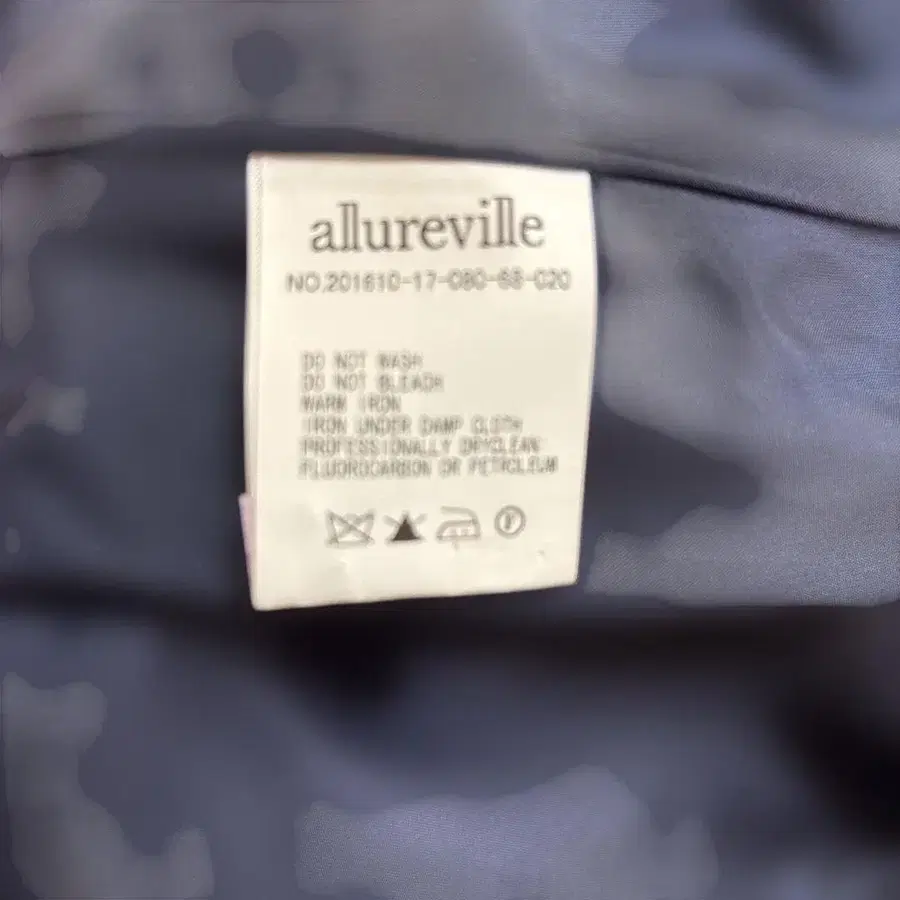 allureville
NO.201610-17-080-68-020
DO NOT WASH
DO NOT BLEACH
WARM IRON
IRON UNDER DAMP CLOTH
PROFESSIONALLY DRYCLEAN
FLUOROCARBON OR PETROLEUM